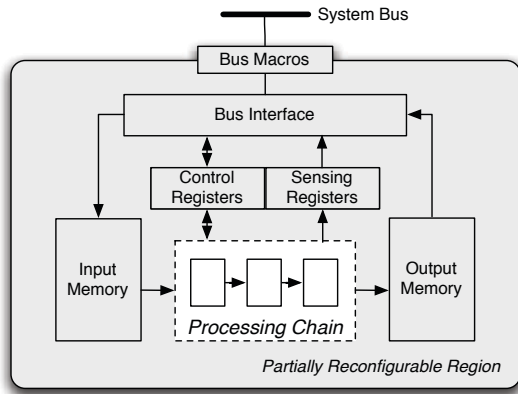 System Bus
Bus Macros
Bus Interface
Control
Registers
Sensing
Registers
Input
Memory
Output
Memory
Processing Chain
Partially Reconfigurable Region